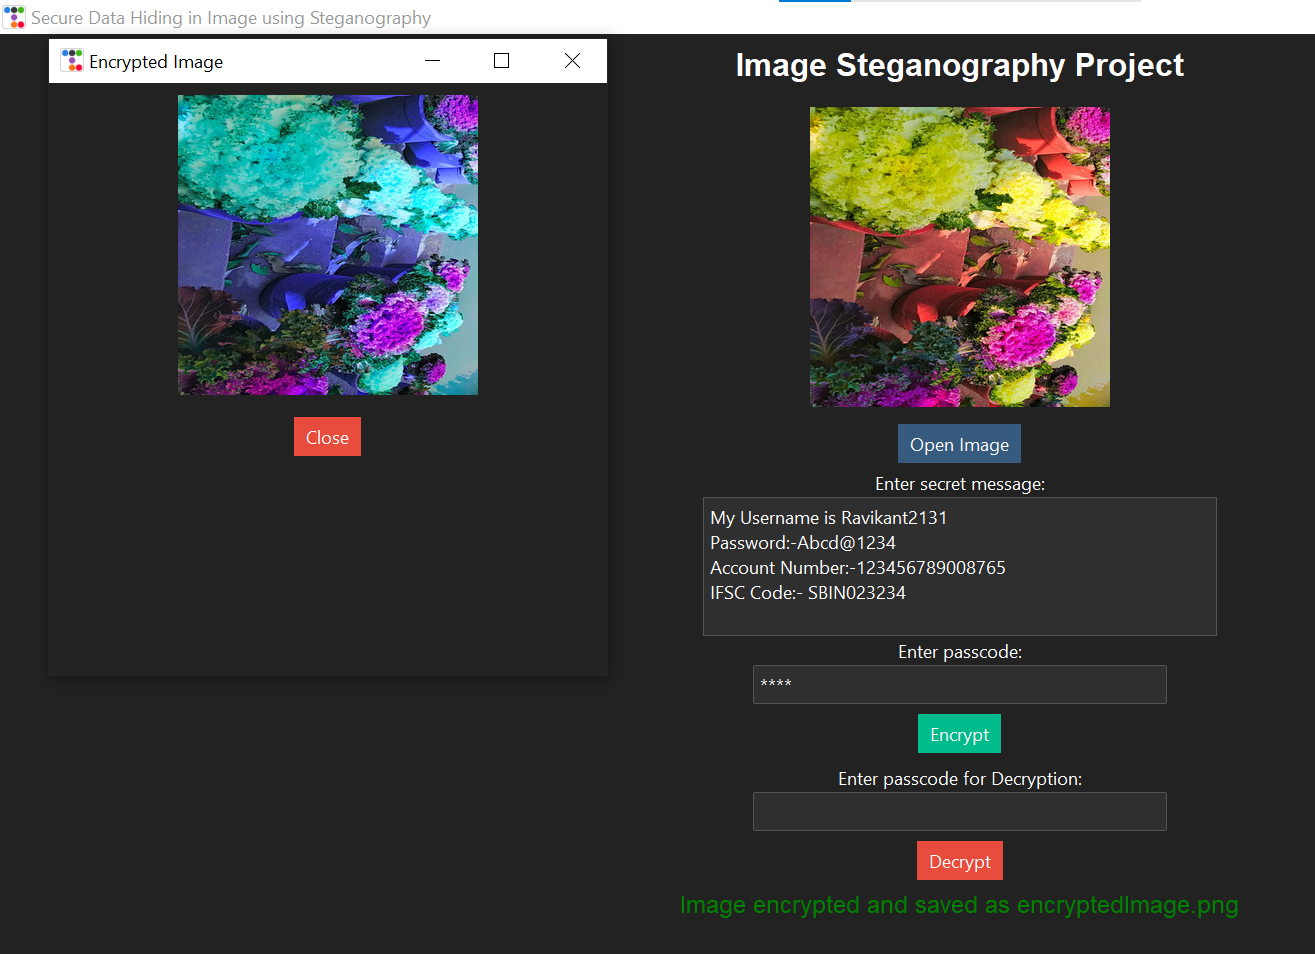 Secure Data Hiding in Image using Steganography
Encrypted Image
Close
Image Steganography Project
Open Image
Enter secret message:
My Username is Ravikant2131
Password:-Abcd@1234
Account Number:-123456789008765
IFSC Code:- SBIN023234
Enter passcode:
****
Encrypt
Enter passcode for Decryption:
Decrypt
Image encrypted and saved as encryptedImage.png